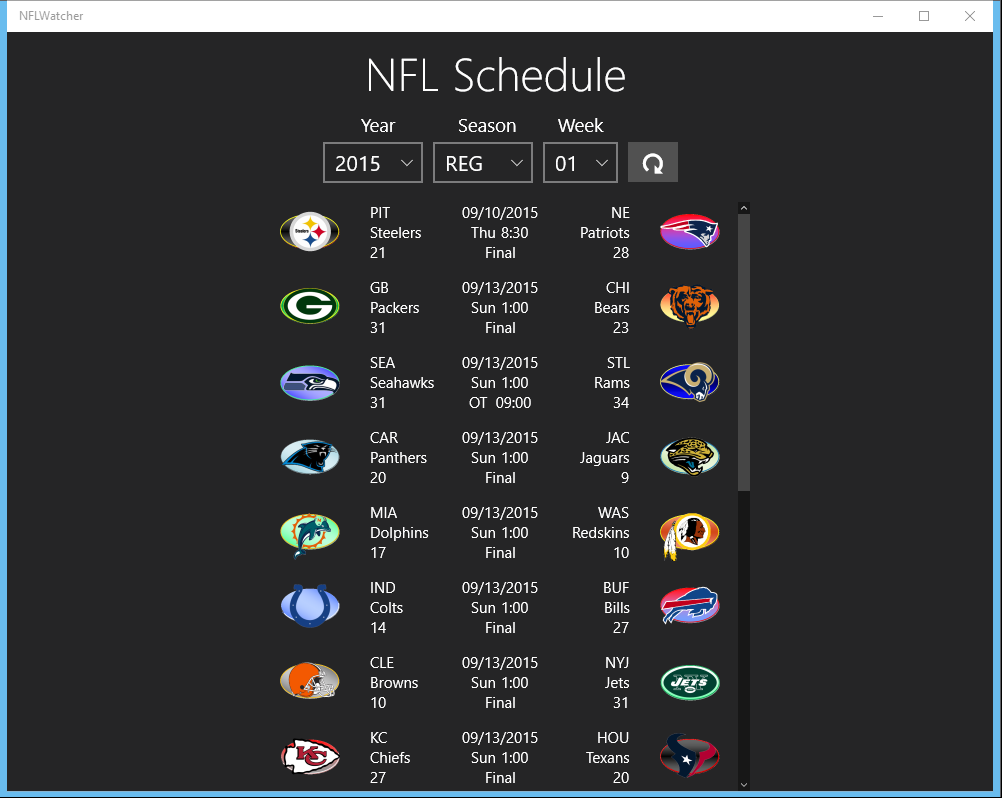 NFLWatcher
NFL Schedule
Year Season Week
2015 REG 01
PIT 09/10/2015 NE
Steelers Thu 8:30 Patriots
21 Final 28
GB 09/13/2015 CHI
Packers Sun 1:00 Bears
31 Final 23
SEA 09/13/2015 STL
Seahawks Sun 1:00 Rams
31 OT 09:00 34
CAR 09/13/2015 JAC
Panthers Sun 1:00 Jaguars
20 Final 9
MIA 09/13/2015 WAS
Dolphins Sun 1:00 Redskins
17 Final 10
IND 09/13/2015 BUF
Colts Sun 1:00 Bills
14 Final 27
CLE 09/13/2015 NYJ
Browns Sun 1:00 Jets
10 Final 31
KC 09/13/2015 HOU
Chiefs Sun 1:00 Texans
27 Final 20
Steelers
G
JETS
KC